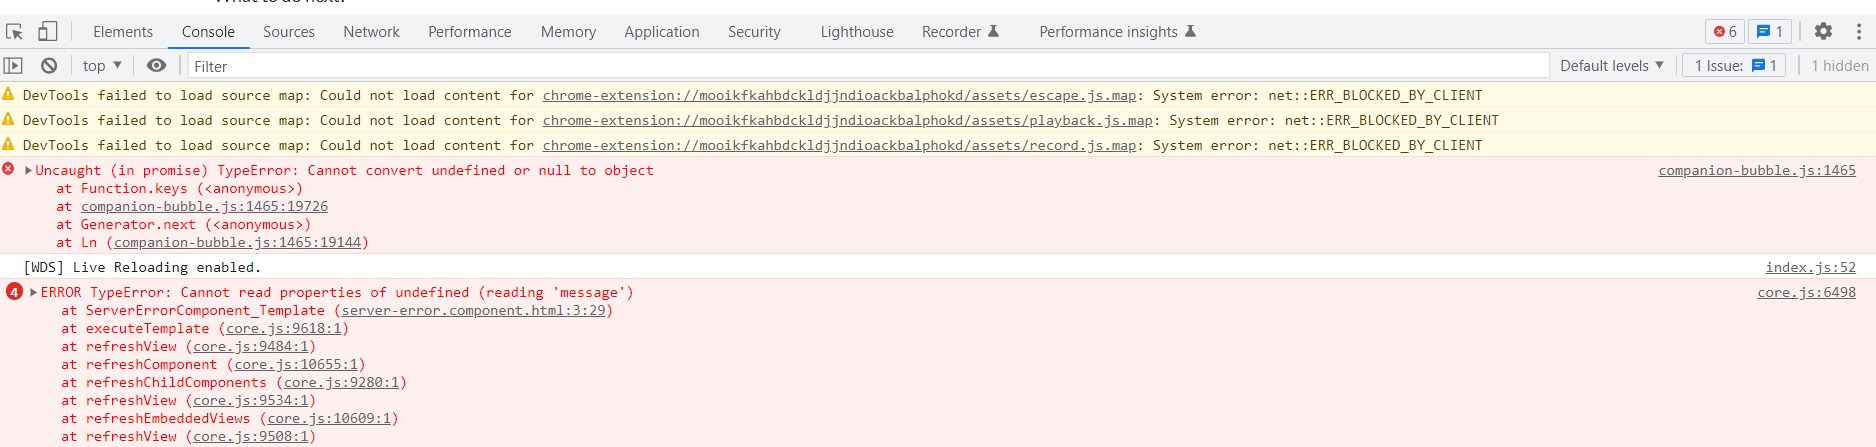 What to do next?
Elements Console Sources Network Performance Memory Application Security Lighthouse Recorder Performance insights 6 1
top Filter Default levels 1 Issue: 1 1 hidden
DevTools failed to load source map: Could not load content for chrome-extension://mooikfkahbdckldjjndioackbalphokd/assets/escape.js.map: System error: net::ERR_BLOCKED_BY_CLIENT
DevTools failed to load source map: Could not load content for chrome-extension://mooikfkahbdckldjjndioackbalphokd/assets/playback.js.map: System error: net::ERR_BLOCKED_BY_CLIENT
DevTools failed to load source map: Could not load content for chrome-extension://mooikfkahbdckldjjndioackbalphokd/assets/record.js.map: System error: net::ERR_BLOCKED_BY_CLIENT
Uncaught (in promise) TypeError: Cannot convert undefined or null to object companion-bubble.js:1465
at Function.keys (<anonymous>)
at companion-bubble.js:1465:19726
at Generator.next (<anonymous>)
at Ln (companion-bubble.js:1465:19144)
[WDS] Live Reloading enabled. index.js:52
4 ERROR TypeError: Cannot read properties of undefined (reading 'message') core.js:6498
at ServerErrorComponent_Template (server-error.component.html:3:29)
at executeTemplate (core.js:9618:1)
at refreshView (core.js:9484:1)
at refreshComponent (core.js:10655:1)
at refreshChildComponents (core.js:9280:1)
at refreshView (core.js:9534:1)
at refreshEmbeddedViews (core.js:10609:1)
at refreshView (core.js:9508:1)